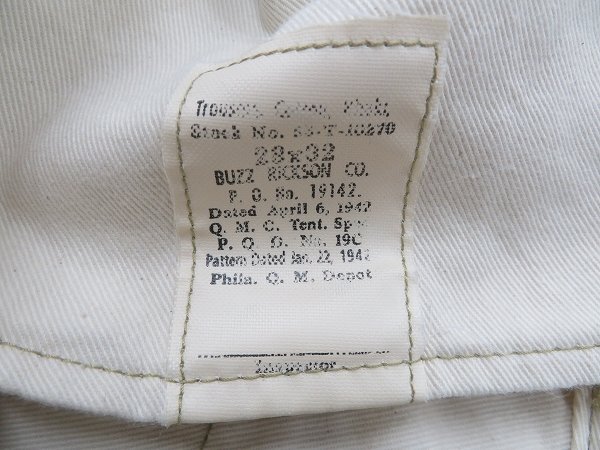 Trousers, Cotton, Khaki,
Stock No. 55-T-10270
28x32
BUZZ RICKSON CO.
P. O. No. 19142.
Dated April 6, 1942
Q. M. C. Tent. Spy
P. Q D. No. 19C
Pattern Dated Jan. 22, 1942
Phila. Q. M. Depot
Inspector